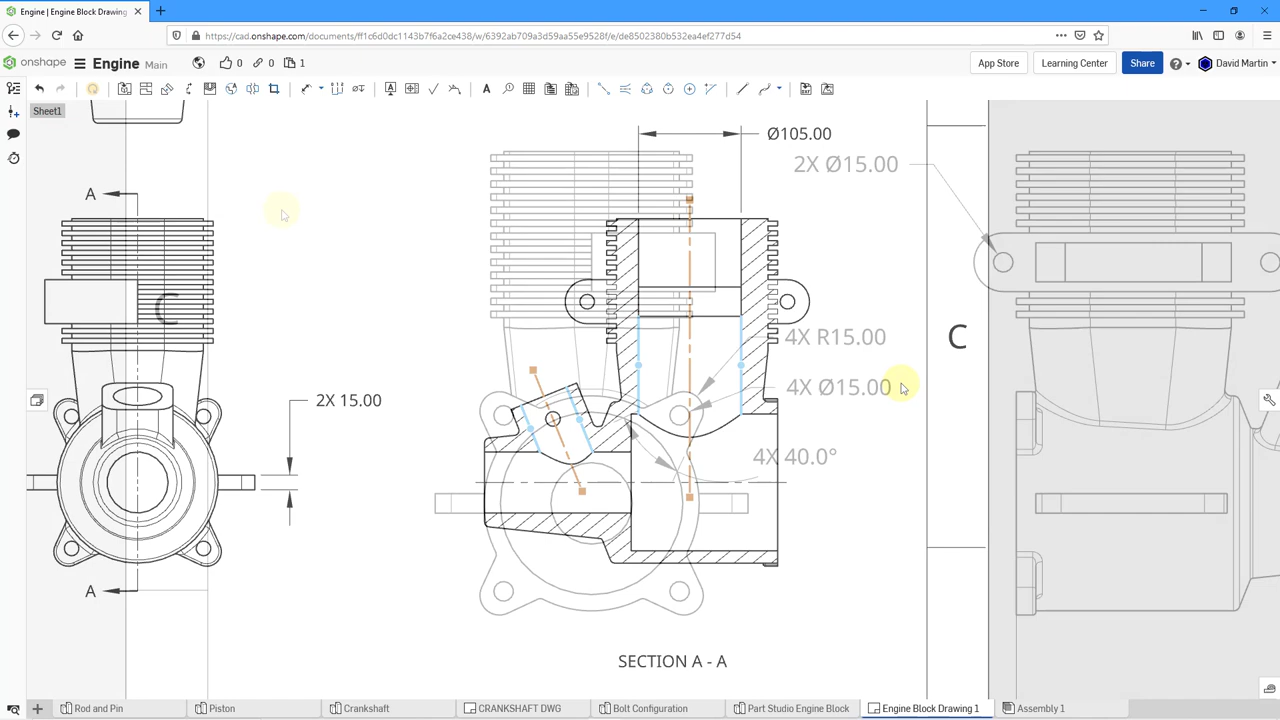 Engine | Engine Block Drawing
https://cad.onshape.com/documents/ff1c6d0dc1143b7f6a2ce438/w/6392ab709a3d59aa55e9528f/e/de8502380b532ea4ef277d54
onshape
Engine Main
0
0
1
App Store
Learning Center
Share
David Martin
Sheet1
A
A
C
2X 15.00
Ø105.00
2X Ø15.00
4X R15.00
4X Ø15.00
4X 40.0°
C
SECTION A - A
Rod and Pin
Piston
Crankshaft
CRANKSHAFT DWG
Bolt Configuration
Part Studio Engine Block
Engine Block Drawing 1
Assembly 1